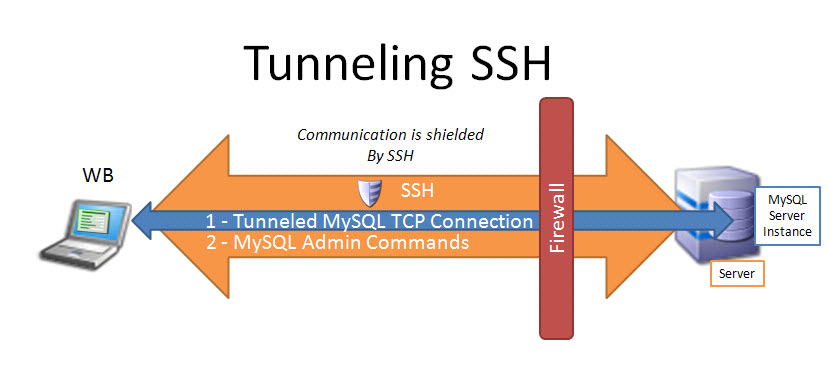 Tunneling SSH
Communication is shielded
By SSH
WB
SSH
1 - Tunneled MySQL TCP Connection
2 - MySQL Admin Commands
Firewall
MySQL
Server
Instance
Server